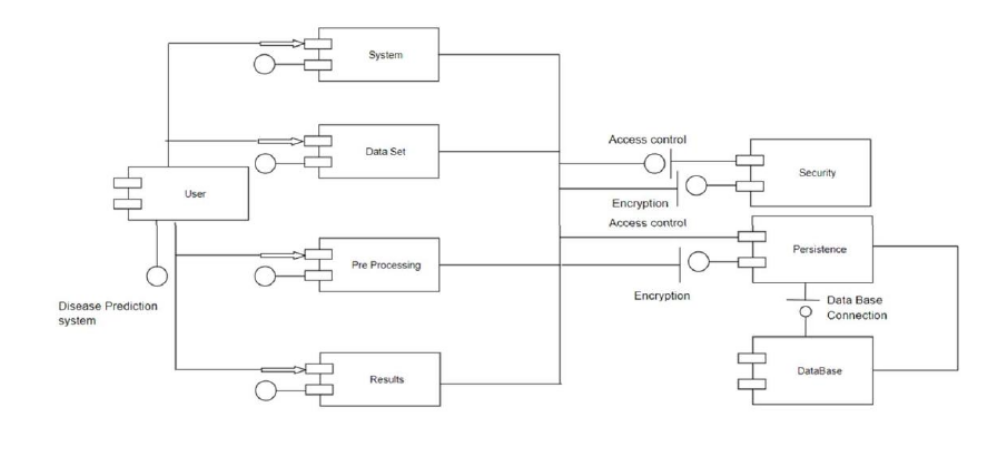 System
Data Set
Access control
Security
User
Encryption
Access control
Persistence
Pre Processing
Encryption
Disease Prediction
system
Data Base
Connection
DataBase
Results